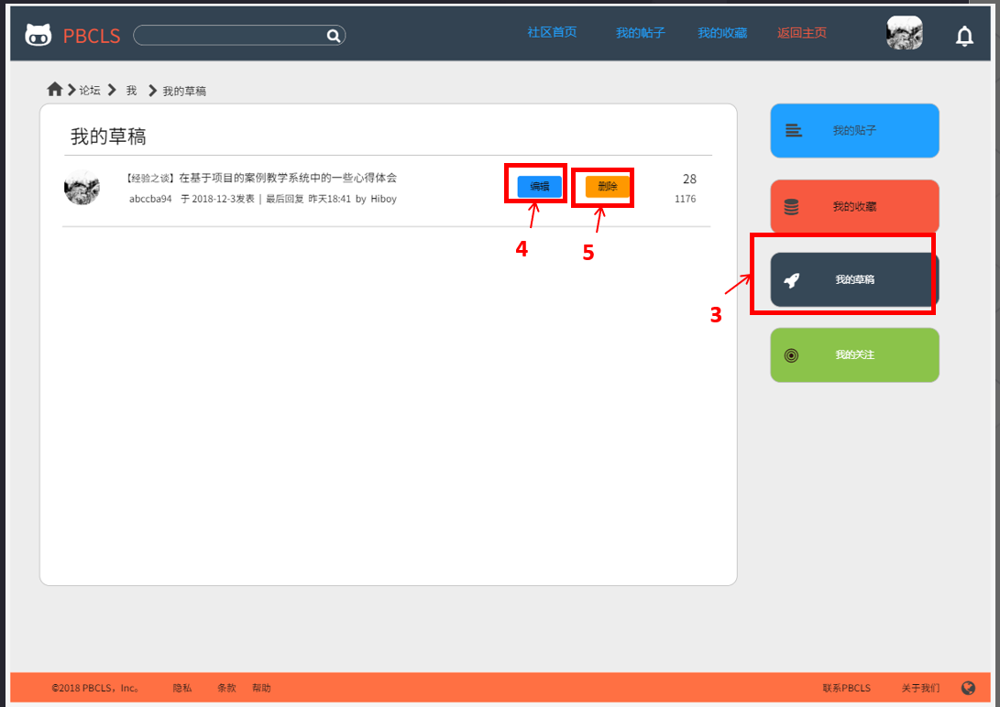 PBCLS 社区首页 我的帖子 我的收藏 返回主页
论坛 我 我的草稿
我的草稿
【经验之谈】在基于项目的案例教学系统中的一些心得体会 编辑 删除 28
abccba94 于 2018-12-3发表 | 最后回复 昨天18:41 by Hiboy 1176
4
5
我的贴子
我的收藏
我的草稿
3
我的关注
©2018 PBCLS，Inc。 隐私 条款 帮助 联系PBCLS 关于我们